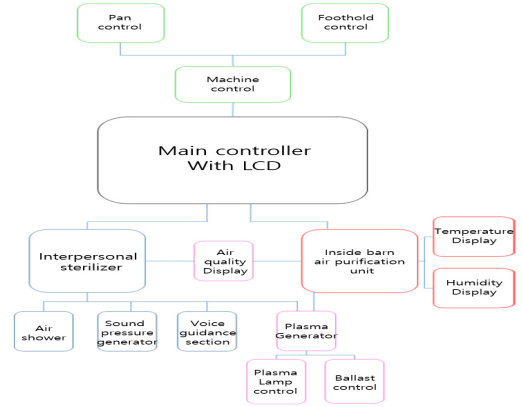 Pan
control
Foothold
control
Machine
control
Main controller
With LCD
Interpersonal
sterilizer
Air
quality
Display
Inside barn
air purification
unit
Temperature
Display
Humidity
Display
Air
shower
Sound
pressure
generator
Voice
guidance
section
Plasma
Generator
Plasma
Lamp
control
Ballast
control